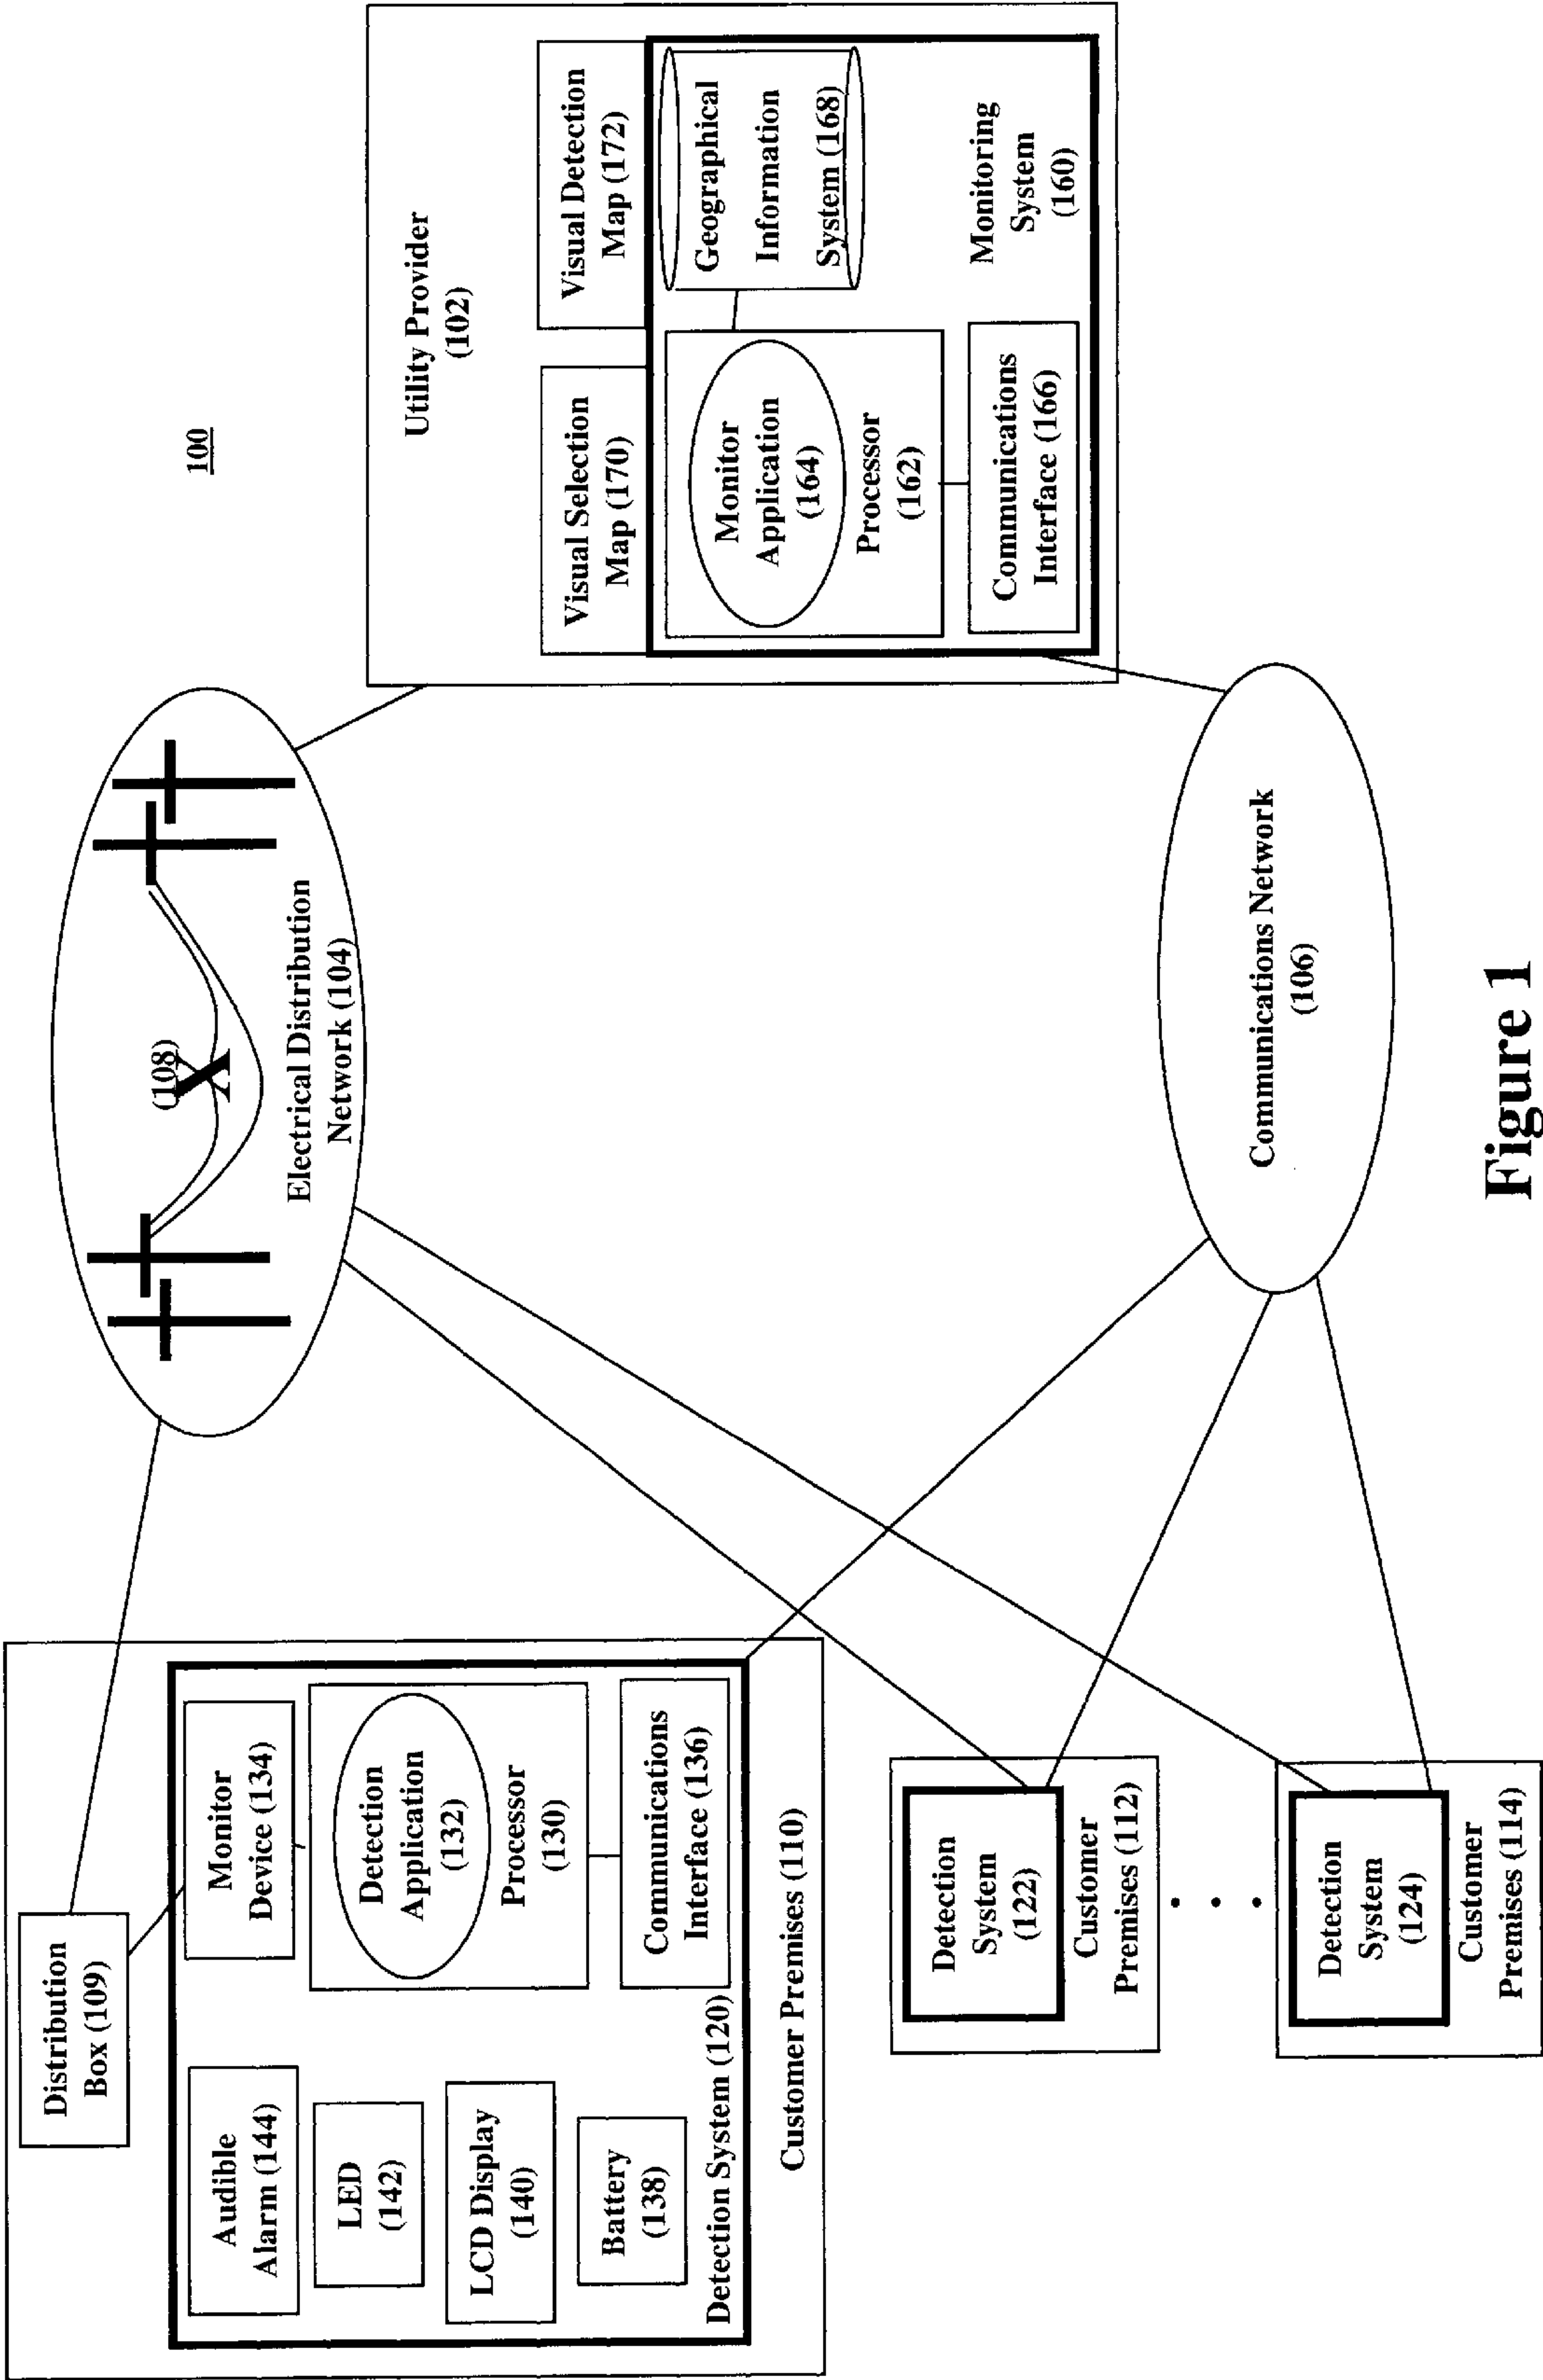 100
Distribution
Box (109)
Audible
Alarm (144)
Monitor
Device (134)
LED
(142)
Detection
Application
(132)
Processor
(130)
LCD Display
(140)
Battery
(138)
Communications
Interface (136)
Detection System (120)
Customer Premises (110)
Detection
System
(122)
Customer
Premises (112)
. . .
Detection
System
(124)
Customer
Premises (114)
(108)
X
Electrical Distribution
Network (104)
Communications Network
(106)
Utility Provider
(102)
Visual Selection
Map (170)
Visual Detection
Map (172)
Monitor
Application
(164)
Processor
(162)
Geographical
Information
System (168)
Communications
Interface (166)
Monitoring
System
(160)
Figure 1